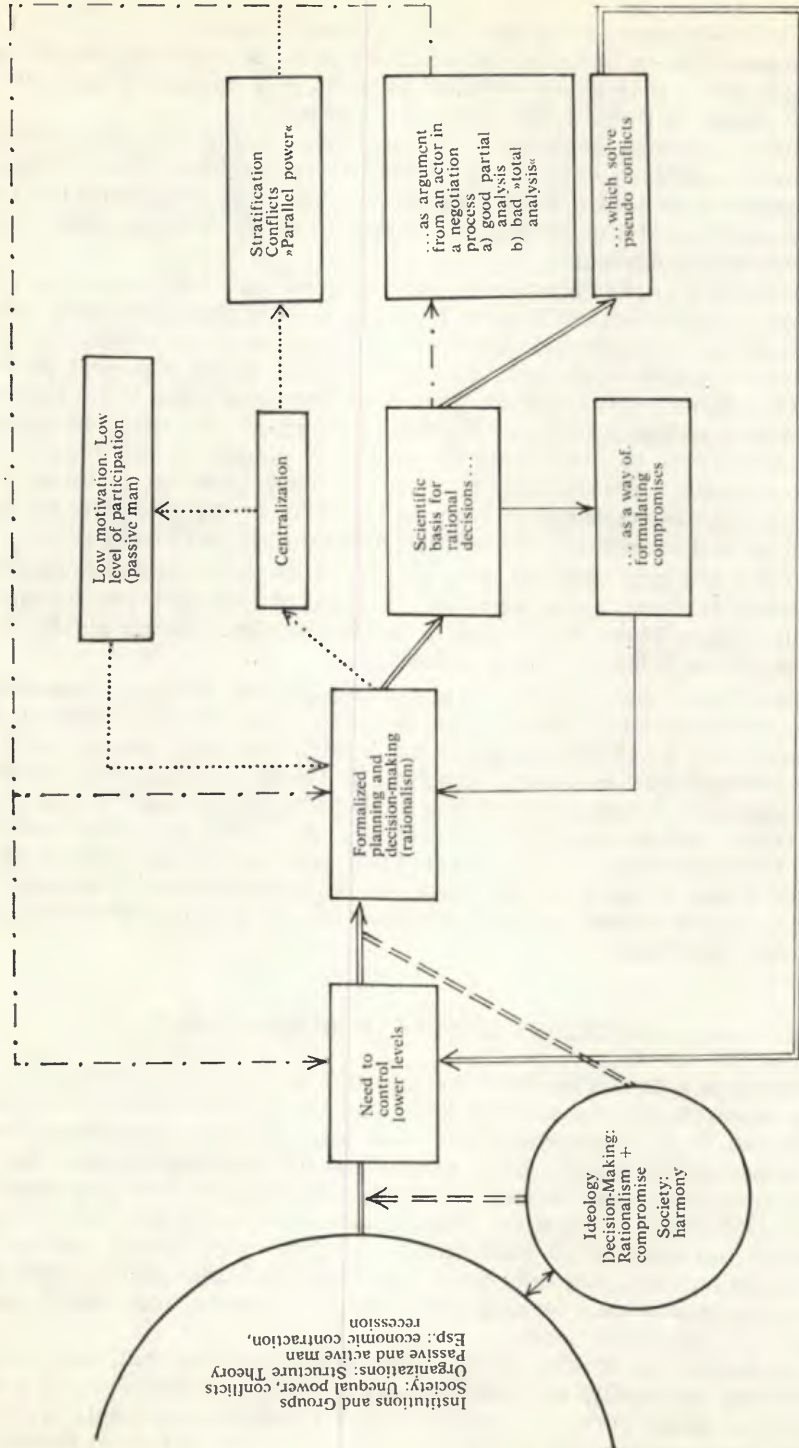 Institutions and Groups
Society: Unequal power, conflicts
Organizations: Structure Theory
Passive and active man
Esp.: economic contraction,
recession
Ideology
Decision-Making:
Rationalism +
compromise
Society:
harmony
Need to
control
lower levels
Formalized
planning and
decision-making
(rationalism)
Low motivation. Low
level of participation
(passive man)
Centralization
Stratification
Conflicts
»Parallel power«
Scientific
basis for
rational
decisions ...
... as argument
from an actor in
a negotiation
process
a) good partial
analysis
b) bad »total
analysis«
... which solve
pseudo conflicts
... as a way of
formulating
compromises